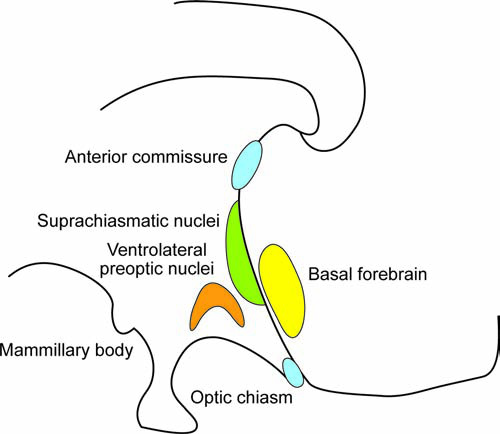 Anterior commissure
Suprachiasmatic nuclei
Ventrolateral
preoptic nuclei
Basal forebrain
Mammillary body
Optic chiasm